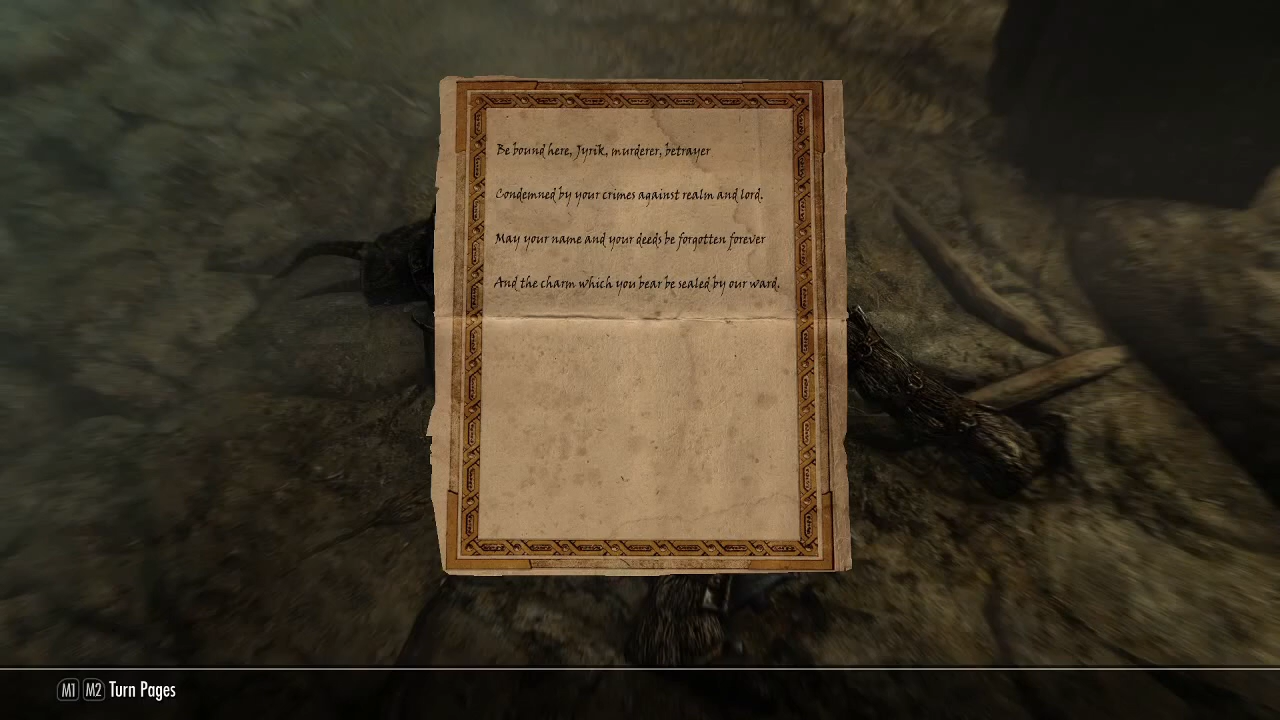 Be bound here, Jyrik, murderer, betrayer
Condemned by your crimes against realm and lord.
May your name and your deeds be forgotten forever
And the charm which you bear be sealed by our ward.
M1 M2 Turn Pages